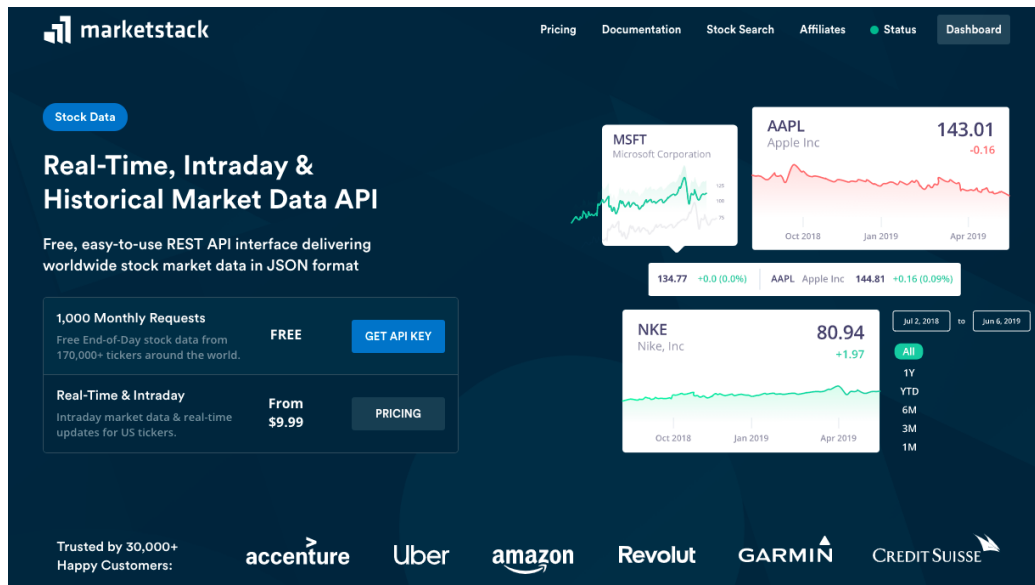 marketstack
Pricing
Documentation
Stock Search
Affiliates
Status
Dashboard
Stock Data
Real-Time, Intraday &
Historical Market Data API
Free, easy-to-use REST API interface delivering
worldwide stock market data in JSON format
1,000 Monthly Requests
Free End-of-Day stock data from
170,000+ tickers around the world.
FREE
GET API KEY
Real-Time & Intraday
Intraday market data & real-time
updates for US tickers.
From
$9.99
PRICING
MSFT
Microsoft Corporation
125
100
75
AAPL
Apple Inc
143.01
-0.16
Oct 2018
Jan 2019
Apr 2019
134.77 +0.0 (0.0%)
AAPL Apple Inc 144.81 +0.16 (0.09%)
NKE
Nike, Inc
80.94
+1.97
Oct 2018
Jan 2019
Apr 2019
Jul 2, 2018 to Jun 6, 2019
All
1Y
YTD
6M
3M
1M
Trusted by 30,000+
Happy Customers:
accenture
Uber
amazon
Revolut
GARMIN
CREDIT SUISSE